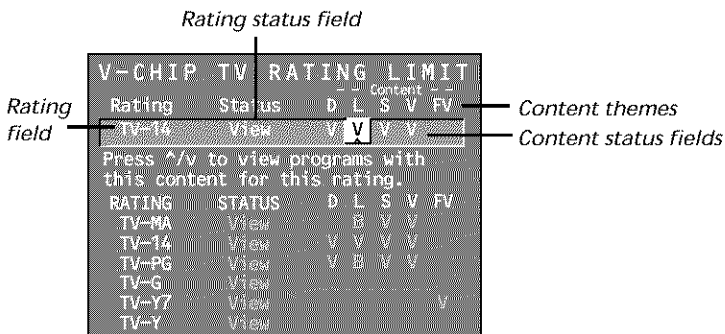 Rating status field
V-CHIP TV RATING LIMIT
-- Content --
Rating Status D L S V FV
Rating field
Content themes
TV-14 View V V V V
Content status fields
Press ^/v to view programs with
this content for this rating.
RATING STATUS D L S V FV
TV-MA View B V V
TV-14 View V V V V
TV-PG View V B V V
TV-G View
TV-Y7 View V
TV-Y View